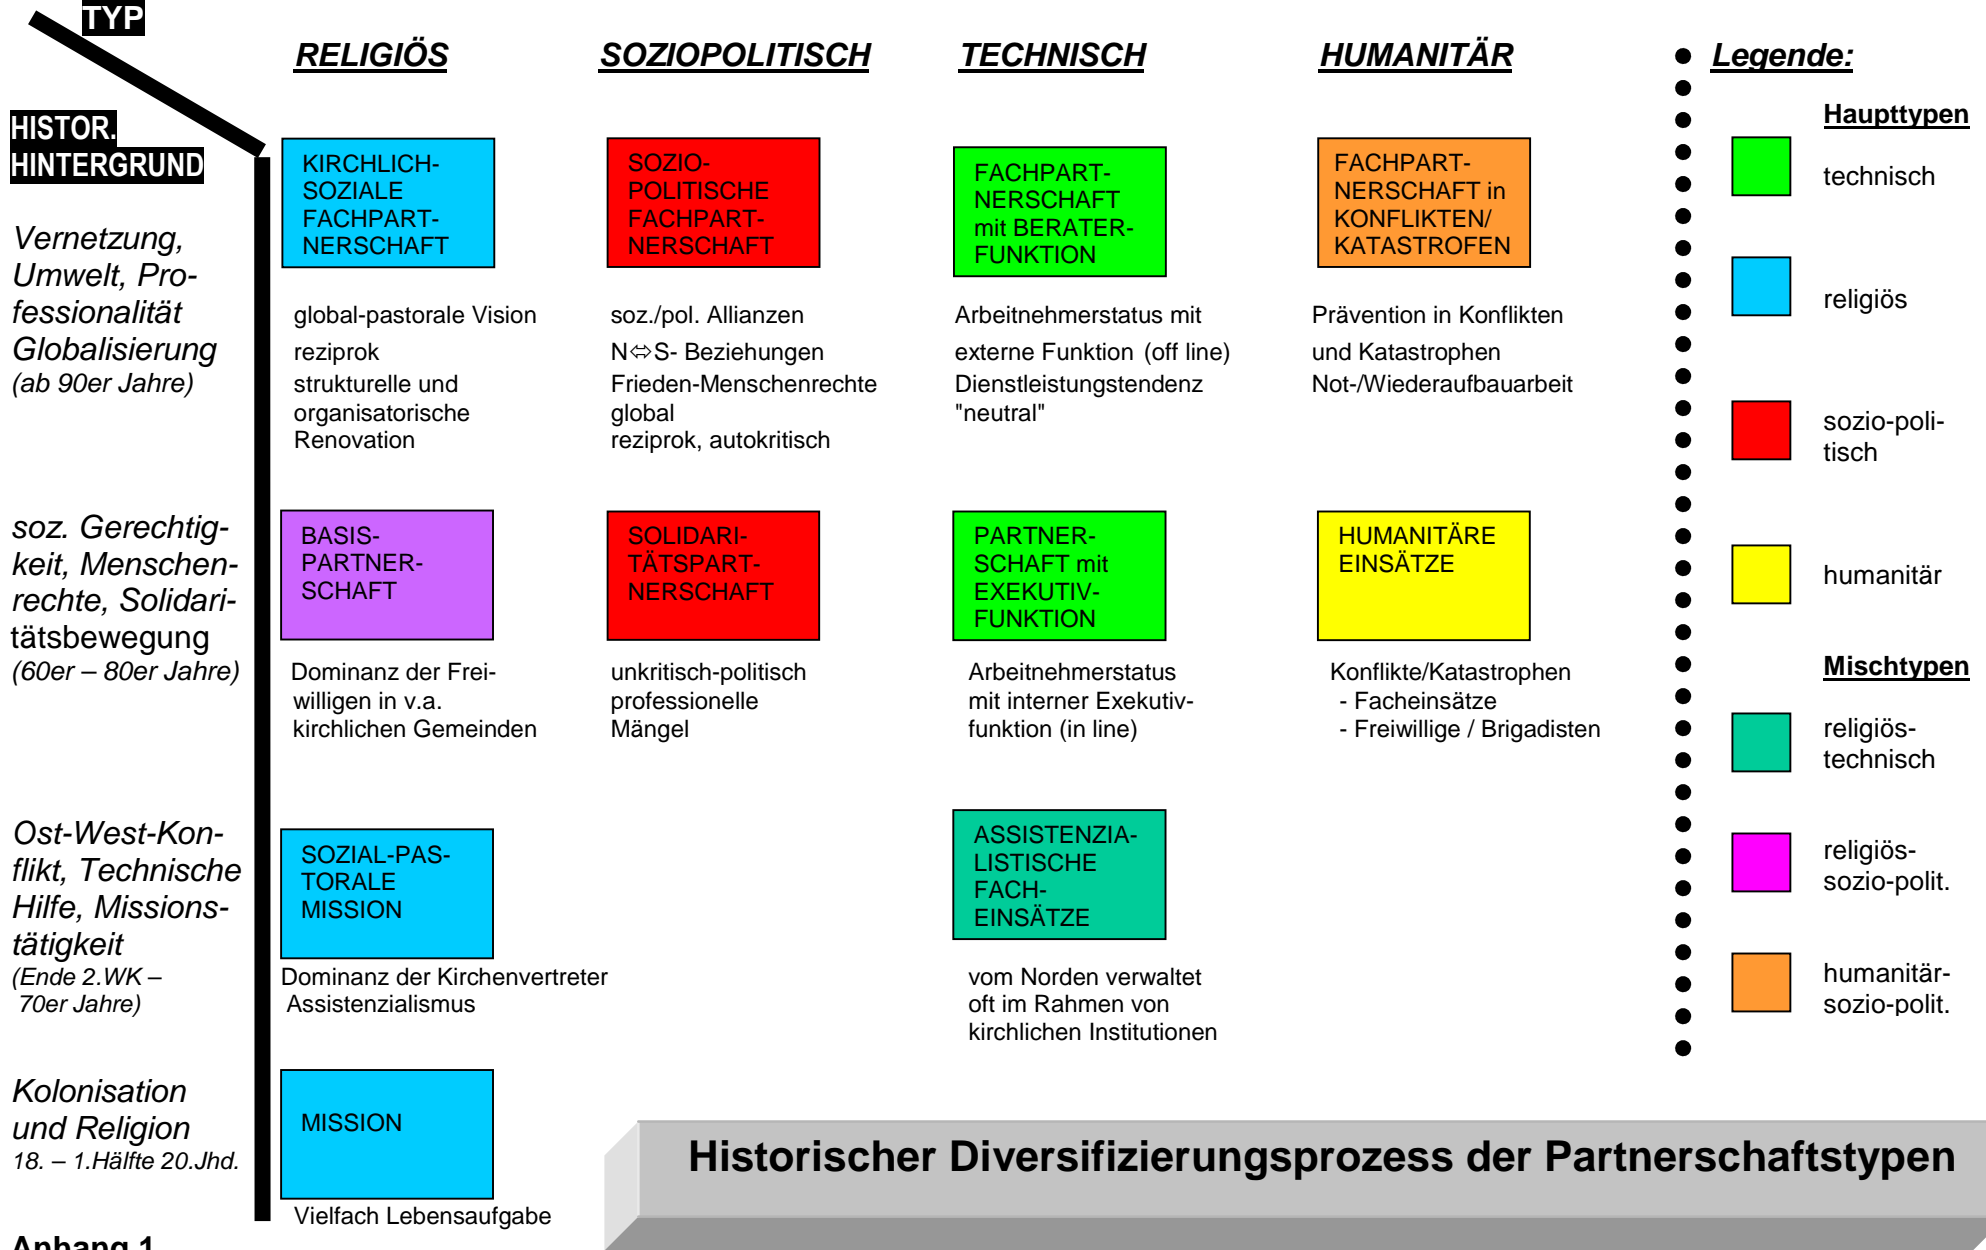 TYP
RELIGIÖS
SOZIOPOLITISCH
TECHNISCH
HUMANITÄR
Legende:
HISTOR.
HINTERGRUND
Vernetzung,
Umwelt, Pro-
fessionalität
Globalisierung
(ab 90er Jahre)
KIRCHLICH-
SOZIALE
FACHPART-
NERSCHAFT
global-pastorale Vision
reziprok
strukturelle und
organisatorische
Renovation
SOZIO-
POLITISCHE
FACHPART-
NERSCHAFT
soz./pol. Allianzen
N⇔S- Beziehungen
Frieden-Menschenrechte
global
reziprok, autokritisch
FACHPART-
NERSCHAFT
mit BERATER-
FUNKTION
Arbeitnehmerstatus mit
externe Funktion (off line)
Dienstleistungstendenz
"neutral"
FACHPART-
NERSCHAFT in
KONFLIKTEN/
KATASTROFEN
Prävention in Konflikten
und Katastrophen
Not-/Wiederaufbauarbeit
soz. Gerechtig-
keit, Menschen-
rechte, Solidari-
tätsbewegung
(60er – 80er Jahre)
BASIS-
PARTNER-
SCHAFT
Dominanz der Frei-
willigen in v.a.
kirchlichen Gemeinden
SOLIDARI-
TÄTSPART-
NERSCHAFT
unkritisch-politisch
professionelle
Mängel
PARTNER-
SCHAFT mit
EXEKUTIV-
FUNKTION
Arbeitnehmerstatus
mit interner Exekutiv-
funktion (in line)
HUMANITÄRE
EINSÄTZE
Konflikte/Katastrophen
- Facheinsätze
- Freiwillige / Brigadisten
Ost-West-Kon-
flikt, Technische
Hilfe, Missions-
tätigkeit
(Ende 2.WK –
70er Jahre)
SOZIAL-PAS-
TORALE
MISSION
Dominanz der Kirchenvertreter
Assistenzialismus
ASSISTENZIA-
LISTISCHE
FACH-
EINSÄTZE
vom Norden verwaltet
oft im Rahmen von
kirchlichen Institutionen
Kolonisation
und Religion
18. – 1.Hälfte 20.Jhd.
MISSION
Vielfach Lebensaufgabe
Haupttypen
technisch
religiös
sozio-poli-
tisch
humanitär
Mischtypen
religiös-
technisch
religiös-
sozio-polit.
humanitär-
sozio-polit.
Historischer Diversifizierungsprozess der Partnerschaftstypen
Anhang 1